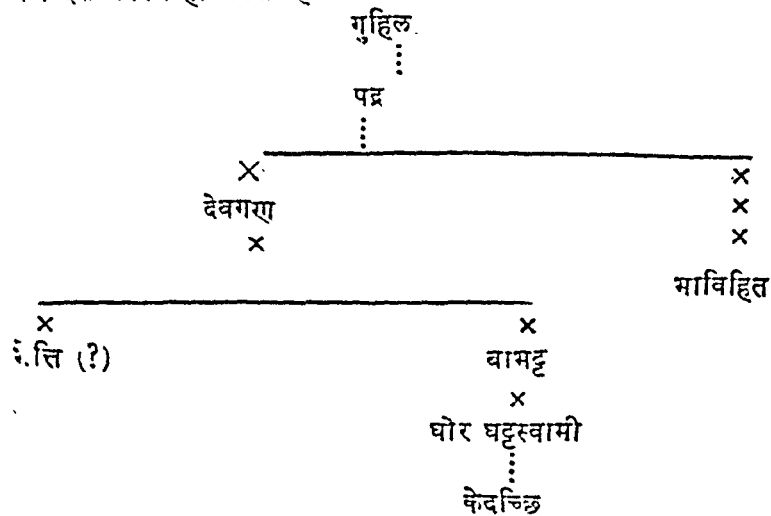 गुहिल
पद्र
×
×
देवगण
×
×
×
भाविहित
×
×
त्ति (?)
बामट्ट
×
घोर घट्टस्वामी
केदच्छि